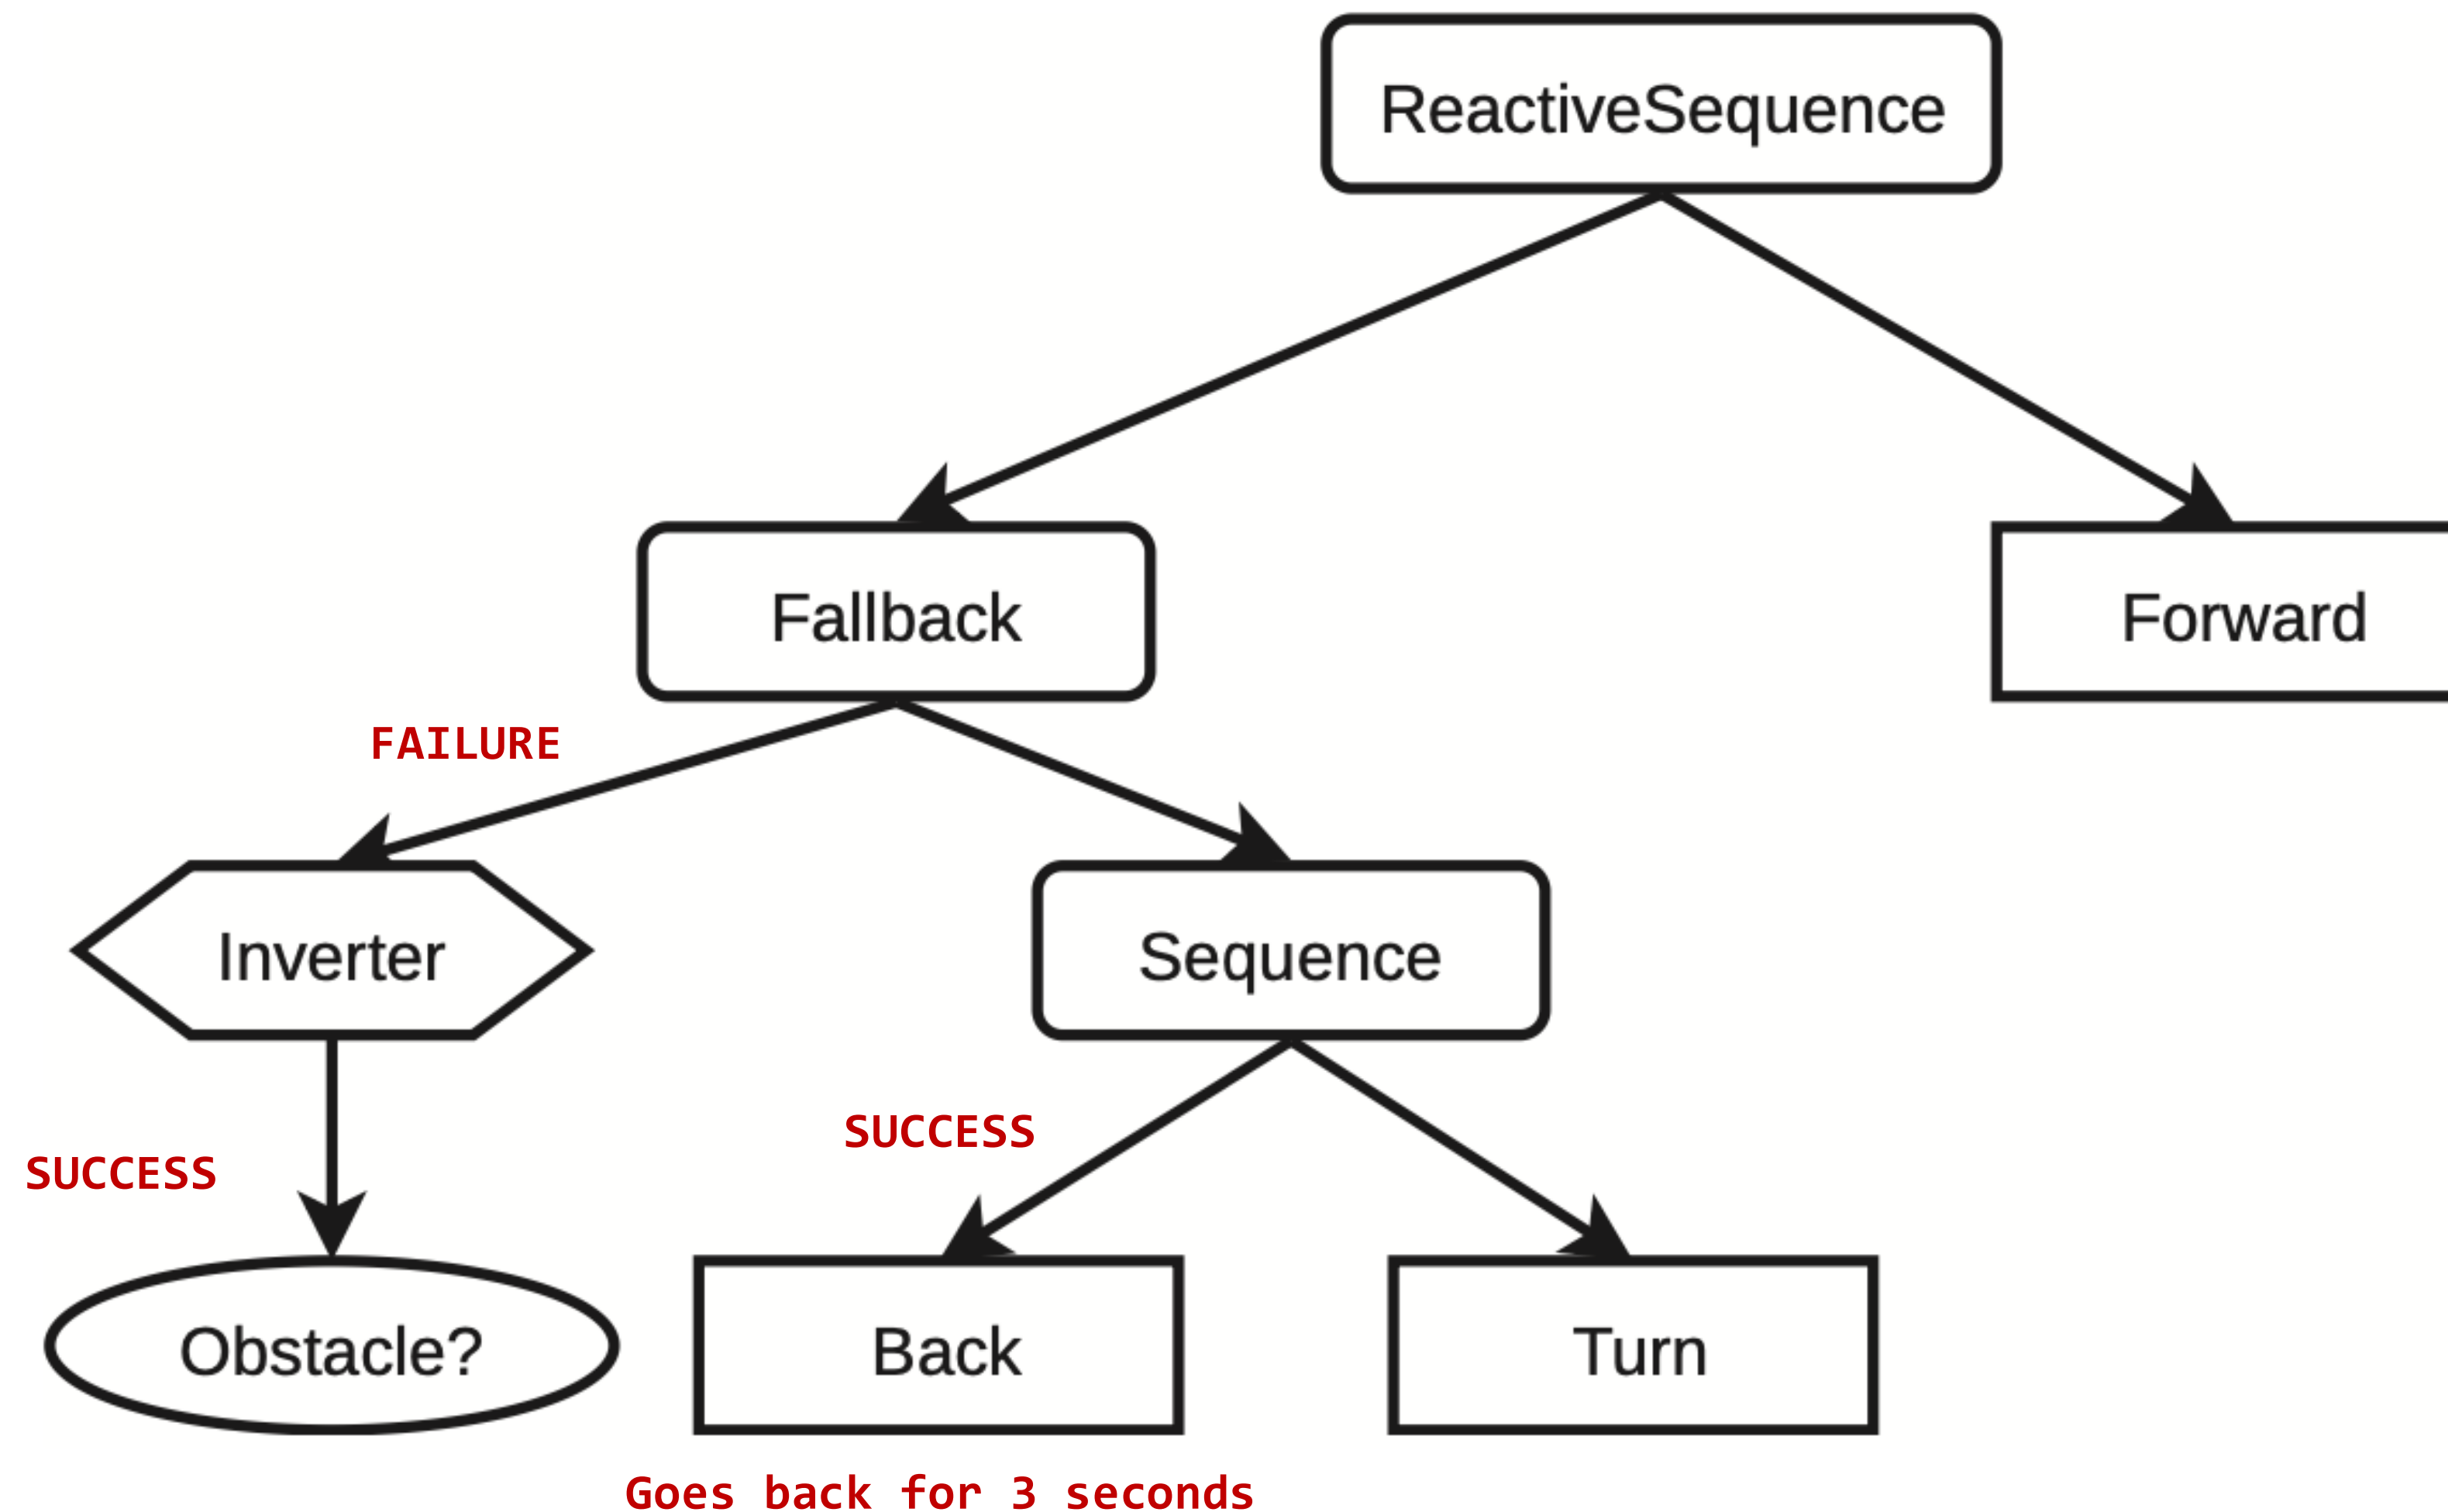 ReactiveSequence
Fallback
Forward
FAILURE
Inverter
Sequence
SUCCESS
SUCCESS
Obstacle?
Back
Turn
Goes back for 3 seconds